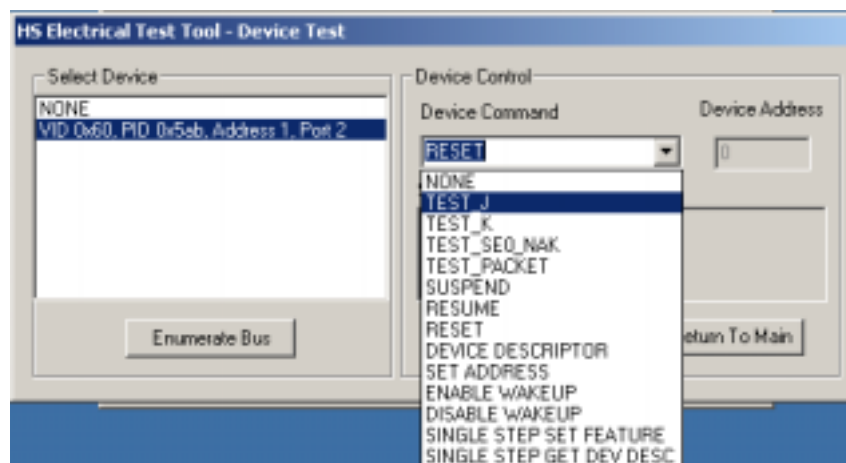 HS Electrical Test Tool - Device Test
Select Device
NONE
VID 0x60, PID 0x5ab, Address 1, Port 2
Enumerate Bus
Device Control
Device Command
Device Address
RESET
0
NONE
TEST_J
TEST_K
TEST_SE0_NAK
TEST_PACKET
SUSPEND
RESUME
RESET
DEVICE DESCRIPTOR
SET ADDRESS
ENABLE WAKEUP
DISABLE WAKEUP
SINGLE STEP SET FEATURE
SINGLE STEP GET DEV DESC
eturn To Main